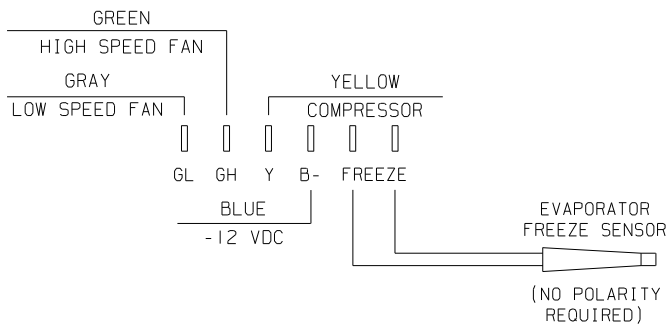 GREEN
HIGH SPEED FAN
GRAY
LOW SPEED FAN
YELLOW
COMPRESSOR
GL GH Y B- FREEZE
BLUE
-12 VDC
EVAPORATOR
FREEZE SENSOR
(NO POLARITY
REQUIRED)